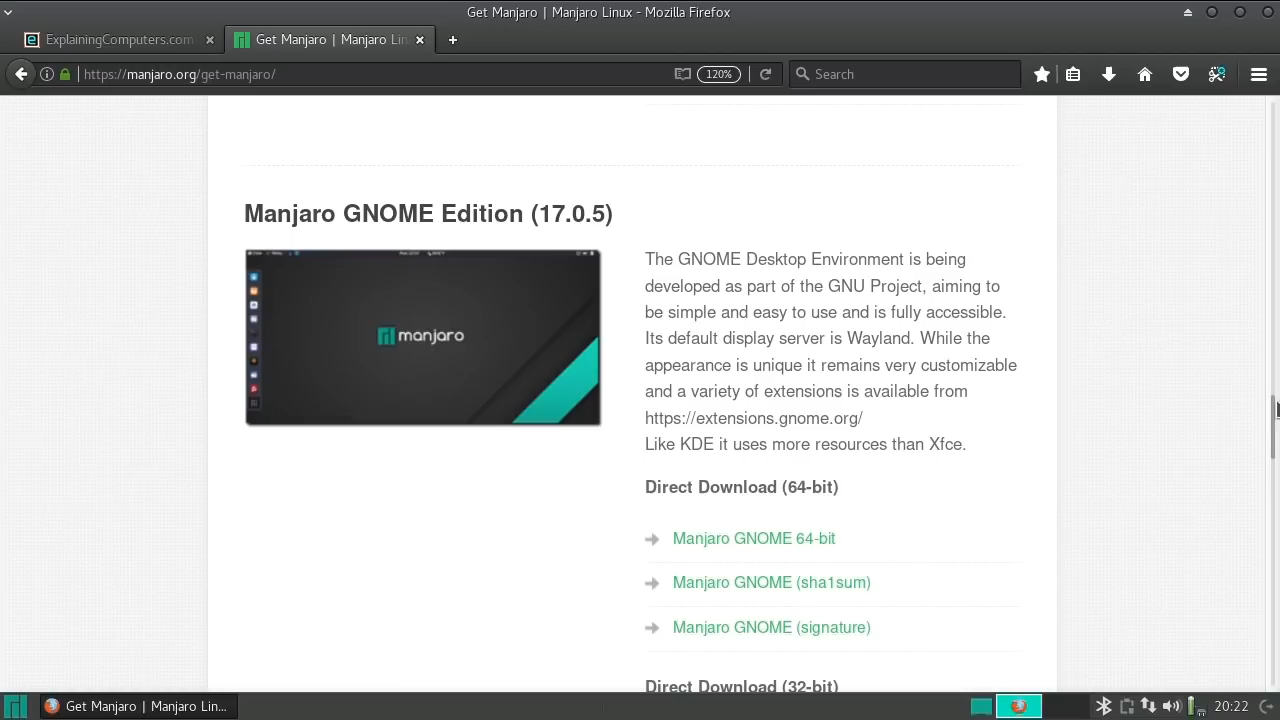 Get Manjaro | Manjaro Linux - Mozilla Firefox
ExplainingComputers.com
Get Manjaro | Manjaro Lin
https://manjaro.org/get-manjaro/
120%
Search
Manjaro GNOME Edition (17.0.5)
manjaro
The GNOME Desktop Environment is being
developed as part of the GNU Project, aiming to
be simple and easy to use and is fully accessible.
Its default display server is Wayland. While the
appearance is unique it remains very customizable
and a variety of extensions is available from
https://extensions.gnome.org/
Like KDE it uses more resources than Xfce.
Direct Download (64-bit)
Manjaro GNOME 64-bit
Manjaro GNOME (sha1sum)
Manjaro GNOME (signature)
Direct Download (32-bit)
Get Manjaro | Manjaro Lin...
20:22